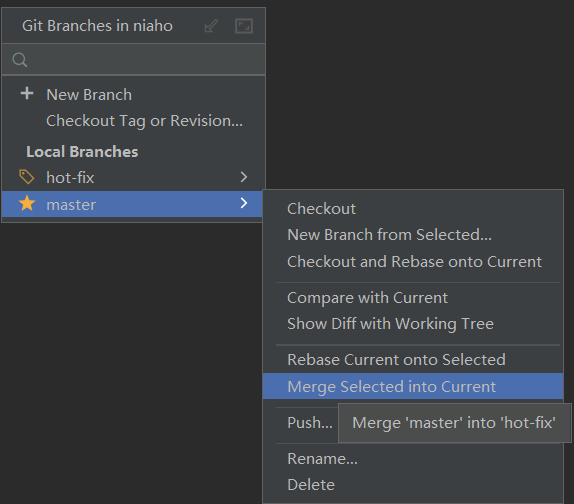 Git Branches in niaho
New Branch
Checkout Tag or Revision...
Local Branches
hot-fix
master
Checkout
New Branch from Selected...
Checkout and Rebase onto Current
Compare with Current
Show Diff with Working Tree
Rebase Current onto Selected
Merge Selected into Current
Push...
Merge 'master' into 'hot-fix'
Rename...
Delete